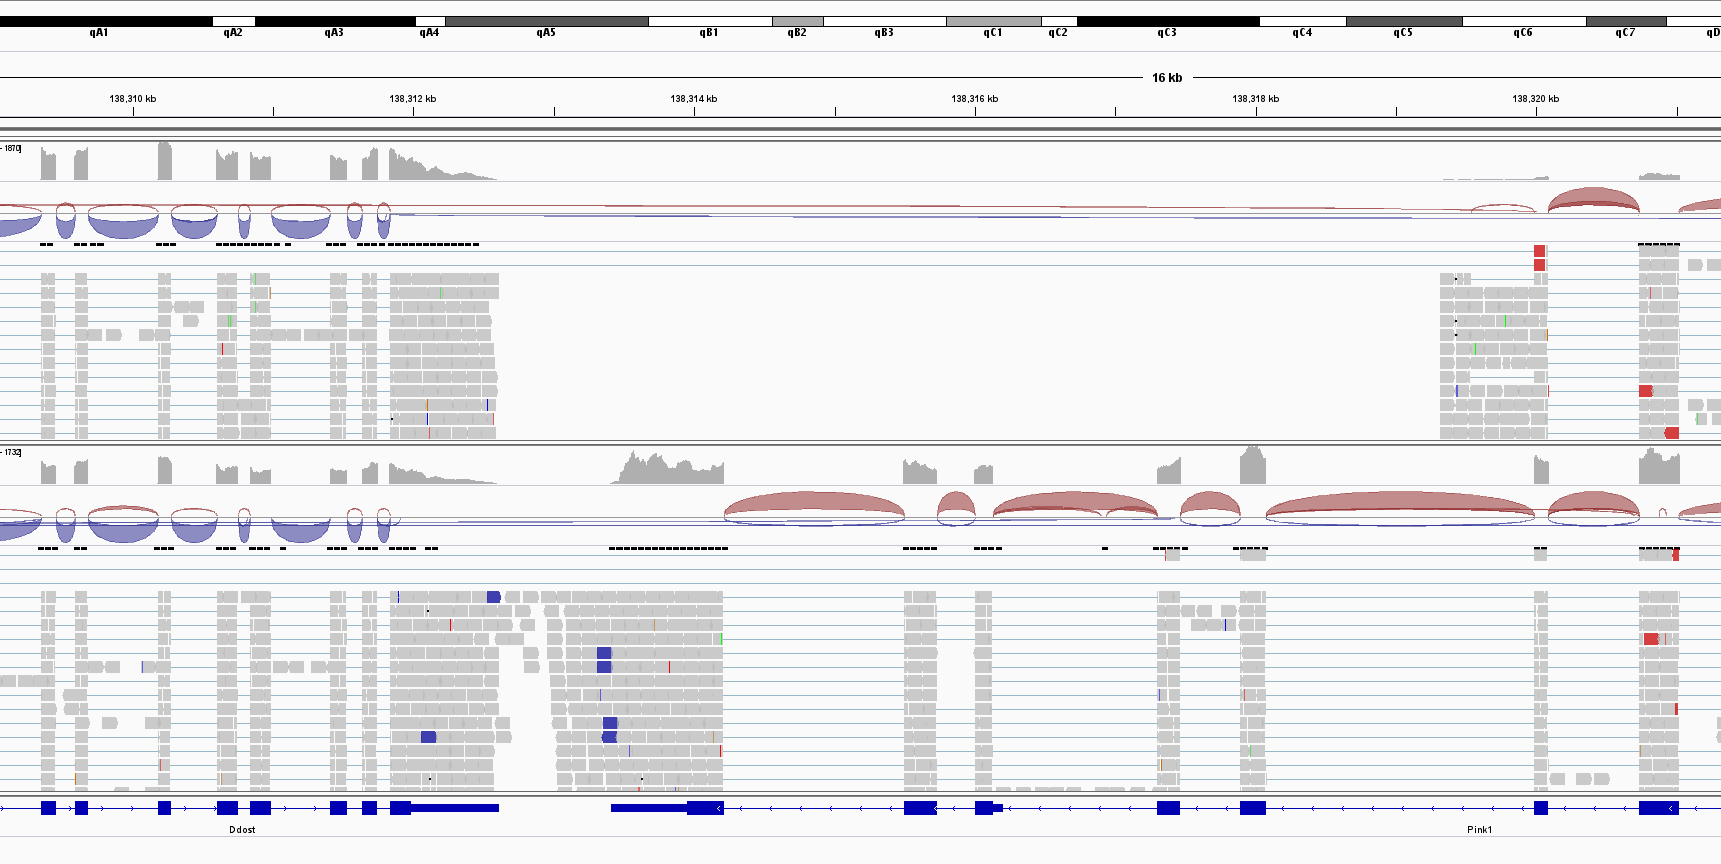 qA1 qA2 qA3 qA4 qA5 qB1 qB2 qB3 qC1 qC2 qC3 qC4 qC5 qC6 qC7 qD
16 kb
138,310 kb 138,312 kb 138,314 kb 138,316 kb 138,318 kb 138,320 kb
- 1870]
- 1732]
Ddost Pink1